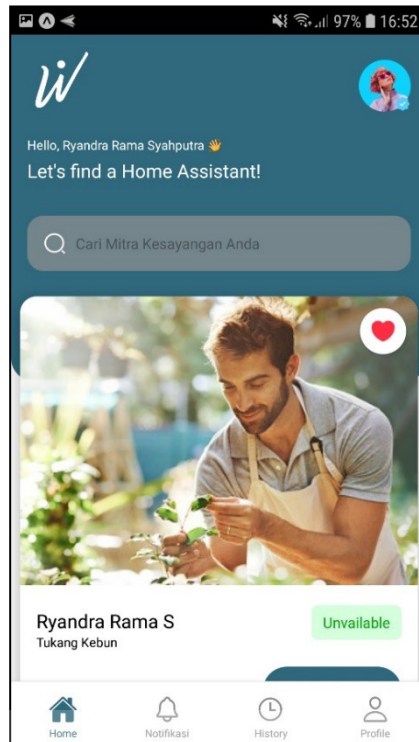 97% 16:52
Hello, Ryandra Rama Syahputra 👋
Let's find a Home Assistant!
Cari Mitra Kesayangan Anda
Ryandra Rama S
Unvailable
Tukang Kebun
Home Notifikasi History Profile